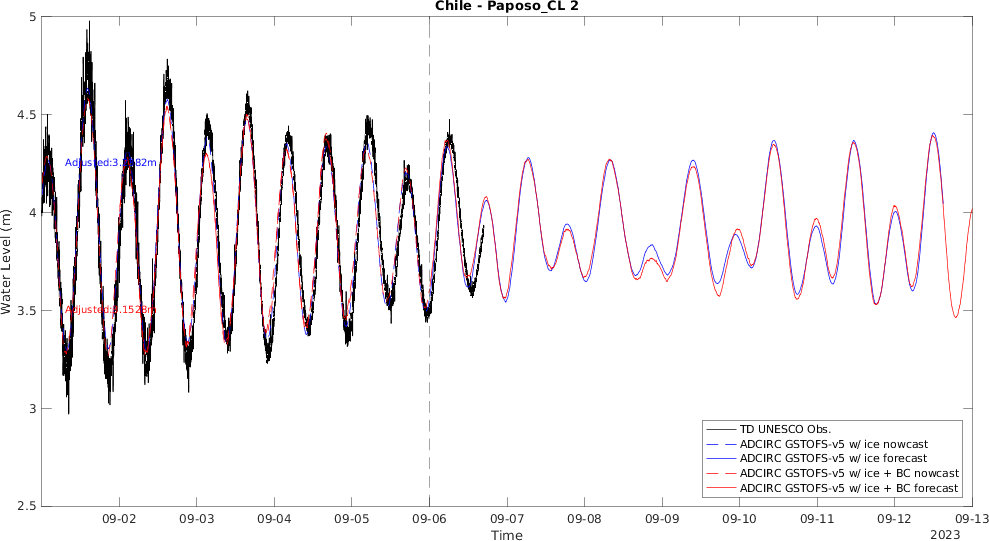 Chile - Paposo_CL 2
Water Level (m)
5
4.5
4
3.5
3
2.5
Adjusted:
Adjusted:
TD UNESCO Obs.
ADCIRC GSTOFS-v5 w/ ice nowcast
ADCIRC GSTOFS-v5 w/ ice forecast
ADCIRC GSTOFS-v5 w/ ice + BC nowcast
ADCIRC GSTOFS-v5 w/ ice + BC forecast
09-02 09-03 09-04 09-05 09-06 09-07 09-08 09-09 09-10 09-11 09-12 09-13
Time
2023